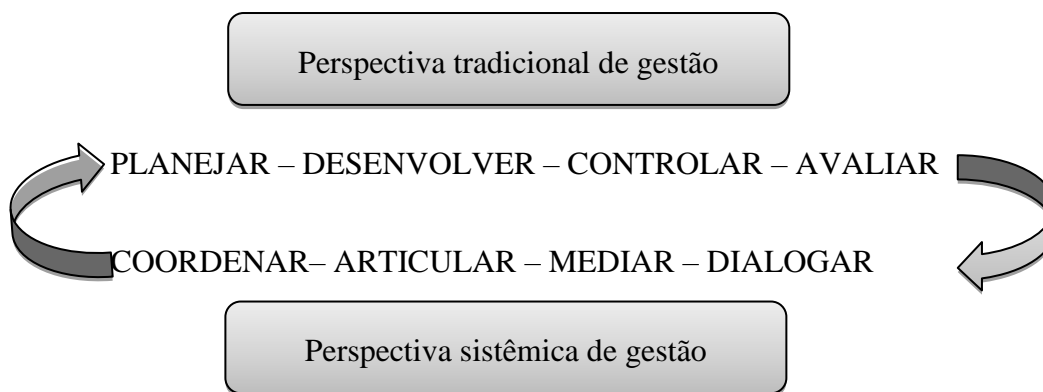 Perspectiva tradicional de gestão
PLANEJAR – DESENVOLVER – CONTROLAR – AVALIAR
COORDENAR– ARTICULAR – MEDIAR – DIALOGAR
Perspectiva sistêmica de gestão